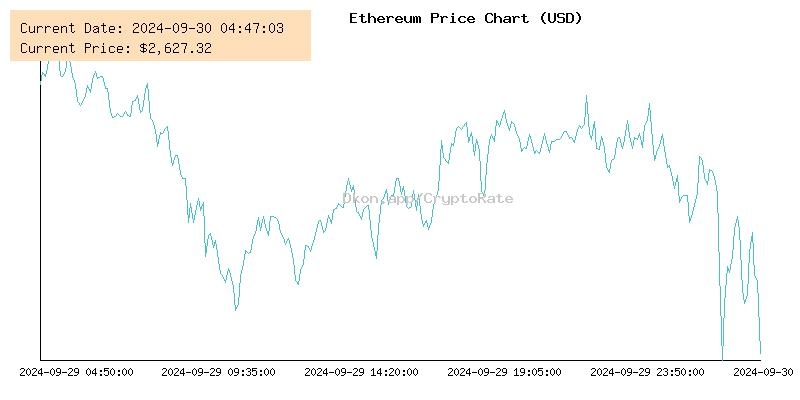 Ethereum Price Chart (USD)
Current Date: 2024-09-30 04:47:03
Current Price: $2,627.32
Okon.app/CryptoRate
2024-09-29 04:50:00 2024-09-29 09:35:00 2024-09-29 14:20:00 2024-09-29 19:05:00 2024-09-29 23:50:00 2024-09-30